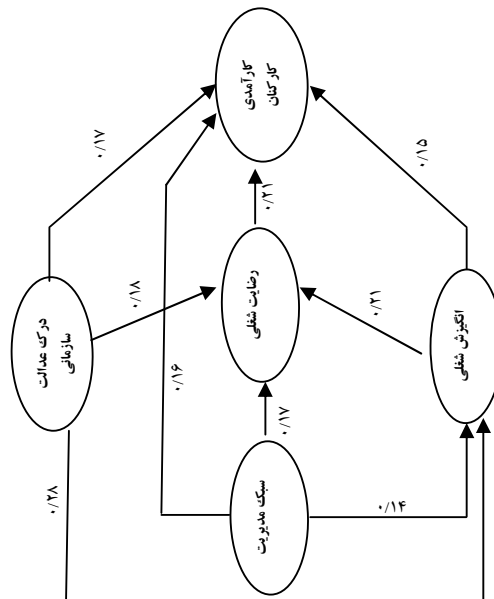 کارآمدی
کارکنان
۰/۱۷
۰/۱۵
۰/۲۱
۰/۱۸
رضایت شغلی
۰/۲۱
درک عدالت
سازمانی
انگیزش شغلی
۰/۱۶
۰/۱۷
سبک مدیریت
۰/۲۸
۰/۱۴